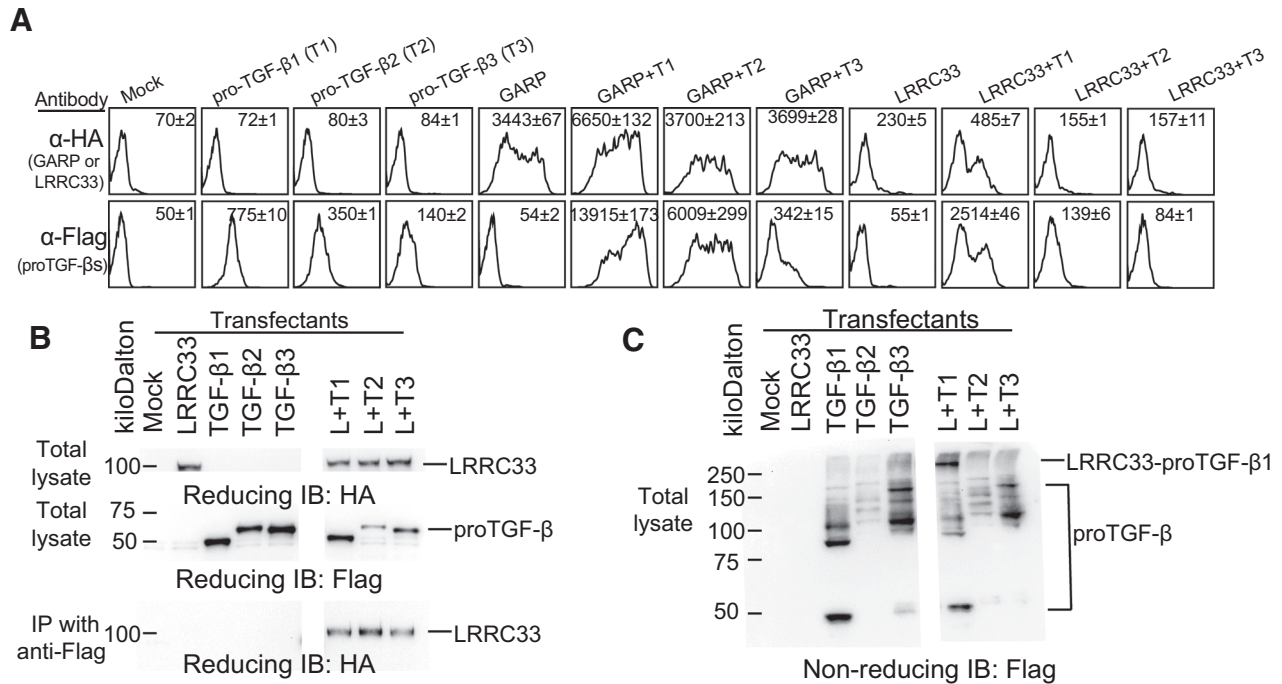 A
Antibody
Mock
pro-TGF-β1 (T1)
pro-TGF-β2 (T2)
pro-TGF-β3 (T3)
GARP
GARP+T1
GARP+T2
GARP+T3
LRRC33
LRRC33+T1
LRRC33+T2
LRRC33+T3
α-HA
(GARP or
LRRC33)
70±2
72±1
80±3
84±1
3443±67
6650±132
3700±213
3699±28
230±5
485±7
155±1
157±11
α-Flag
(proTGF-βs)
50±1
775±10
350±1
140±2
54±2
13915±173
6009±299
342±15
55±1
2514±46
139±6
84±1
B
Transfectants
kiloDalton
Mock
LRRC33
TGF-β1
TGF-β2
TGF-β3
L+T1
L+T2
L+T3
Total
lysate
100
LRRC33
Reducing IB: HA
Total
lysate
75
50
proTGF-β
Reducing IB: Flag
IP with
anti-Flag
100
LRRC33
Reducing IB: HA
C
Transfectants
kiloDalton
Mock
LRRC33
TGF-β1
TGF-β2
TGF-β3
L+T1
L+T2
L+T3
Total
lysate
250
150
100
75
50
LRRC33-proTGF-β1
proTGF-β
Non-reducing IB: Flag